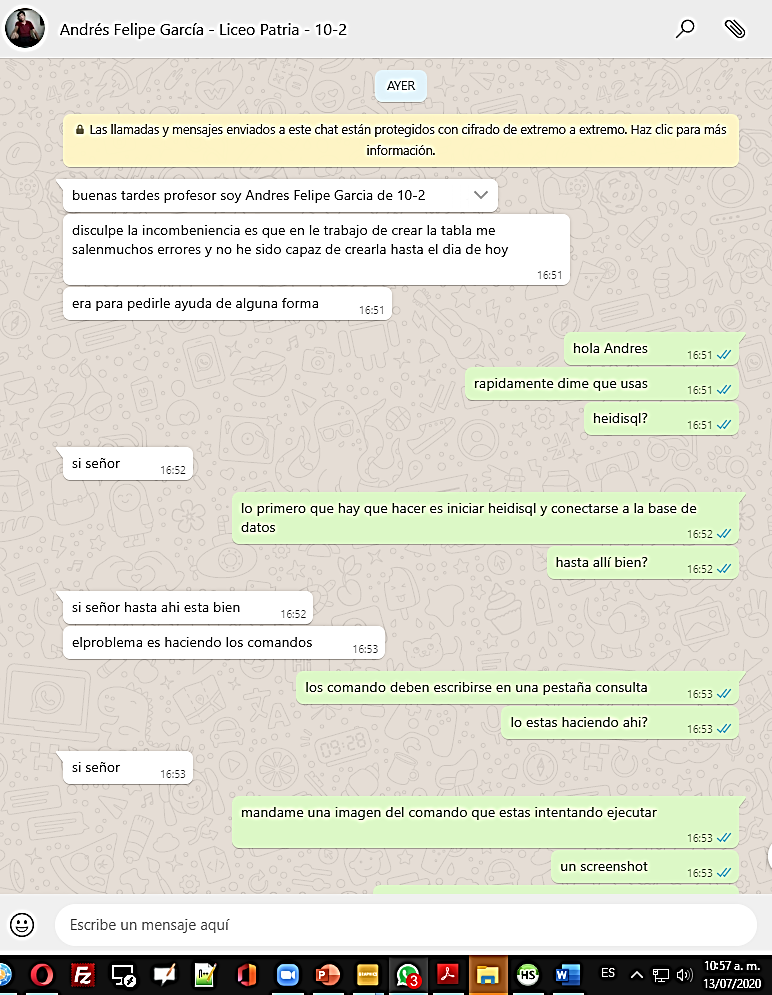 Andrés Felipe García - Liceo Patria - 10-2
AYER
Las llamadas y mensajes enviados a este chat están protegidos con cifrado de extremo a extremo. Haz clic para más
información.
buenas tardes profesor soy Andres Felipe Garcia de 10-2
disculpe la incombeniencia es que en le trabajo de crear la tabla me
salenmuchos errores y no he sido capaz de crearla hasta el dia de hoy
16:51
era para pedirle ayuda de alguna forma 16:51
hola Andres 16:51
rapidamente dime que usas 16:51
heidisql? 16:51
si señor 16:52
lo primero que hay que hacer es iniciar heidisql y conectarse a la base de
datos 16:52
hasta allí bien? 16:52
si señor hasta ahi esta bien 16:52
elproblema es haciendo los comandos 16:53
los comando deben escribirse en una pestaña consulta 16:53
lo estas haciendo ahi? 16:53
si señor 16:53
mandame una imagen del comando que estas intentando ejecutar
16:53
un screenshot 16:53
Escribe un mensaje aquí
3
HS
ES
10:57 a. m.
13/07/2020